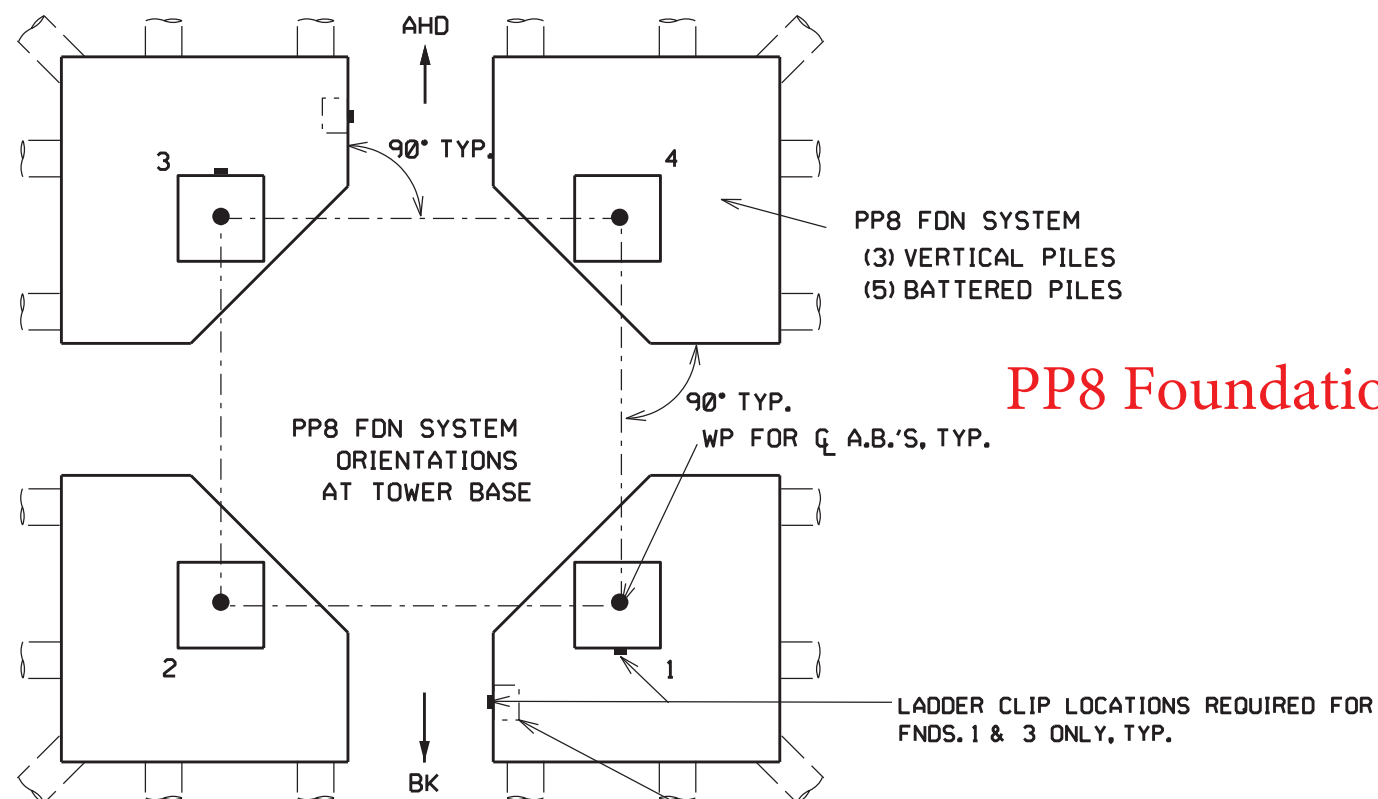 AHD
90° TYP.
3
4
PP8 FDN SYSTEM
(3) VERTICAL PILES
(5) BATTERED PILES
PP8 Foundatio
90° TYP.
WP FOR ℄ A.B.'S, TYP.
PP8 FDN SYSTEM
ORIENTATIONS
AT TOWER BASE
2
1
LADDER CLIP LOCATIONS REQUIRED FOR
FNDS. 1 & 3 ONLY, TYP.
BK